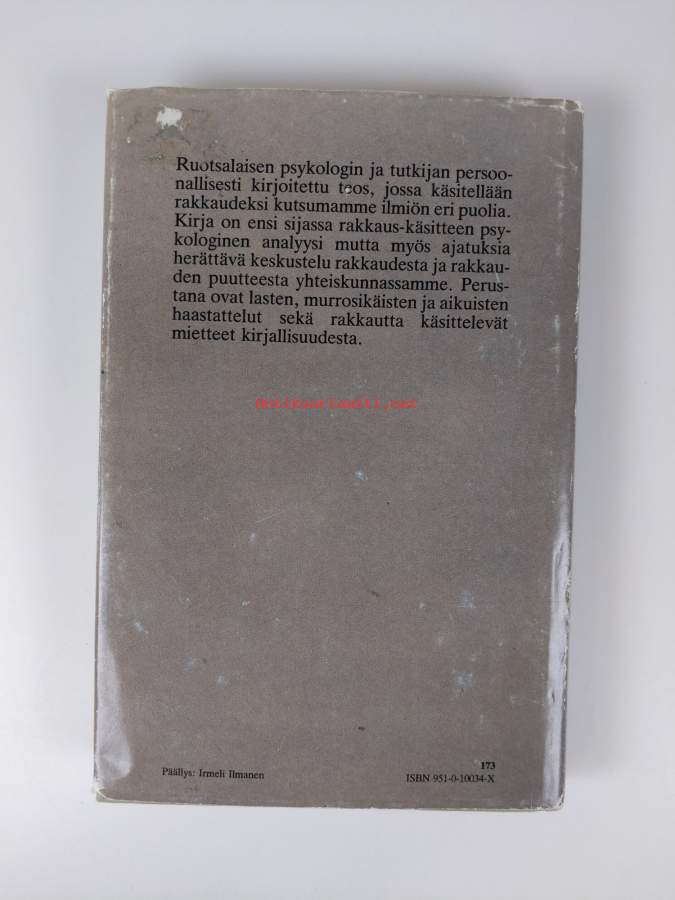 Ruotsalaisen psykologin ja tutkijan persoo-
nallisesti kirjoitettu teos, jossa käsitellään
rakkaudeksi kutsumamme ilmiön eri puolia.
Kirja on ensi sijassa rakkaus-käsitteen psy-
kologinen analyysi mutta myös ajatuksia
herättävä keskustelu rakkaudesta ja rakkau-
den puutteesta yhteiskunnassamme. Perus-
tana ovat lasten, murrosikäisten ja aikuisten
haastattelut sekä rakkautta käsittelevät
mietteet kirjallisuudesta.
173
Päällys: Irmeli Ilmanen
ISBN 951-0-10034-X